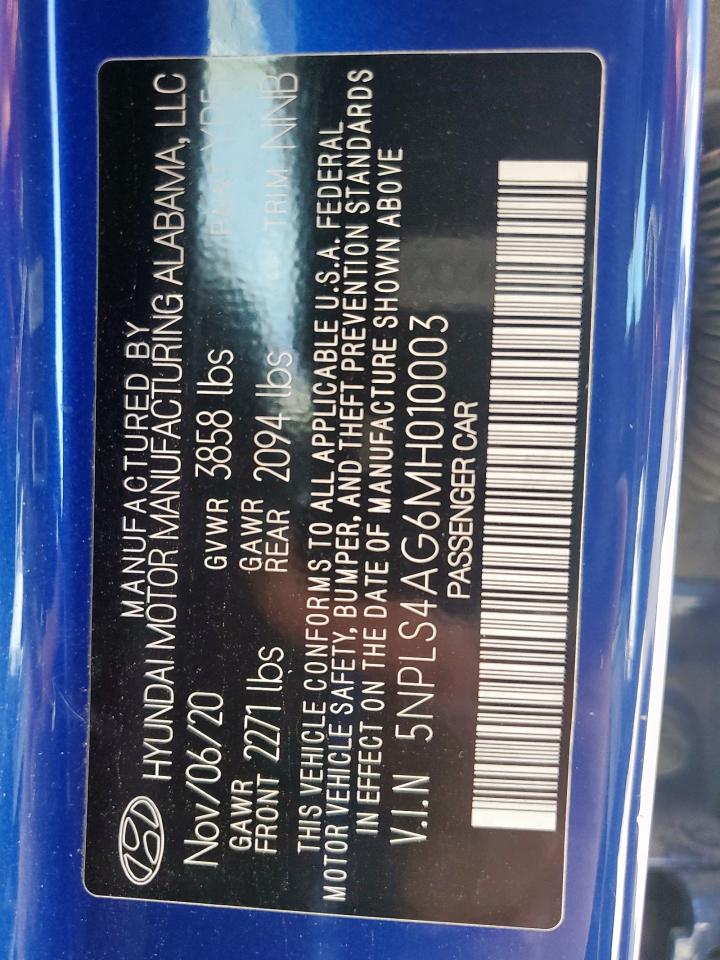 MANUFACTURED BY
HYUNDAI MOTOR MANUFACTURING ALABAMA, LLC
Nov/06/20 GVWR 3858 lbs PAINT YP5
GAWR FRONT 2271 lbs GAWR REAR 2094 lbs TRIM NNB
THIS VEHICLE CONFORMS TO ALL APPLICABLE U.S.A. FEDERAL
MOTOR VEHICLE SAFETY, BUMPER, AND THEFT PREVENTION STANDARDS
IN EFFECT ON THE DATE OF MANUFACTURE SHOWN ABOVE
V.I.N 5NPLS4AG6MH010003
PASSENGER CAR